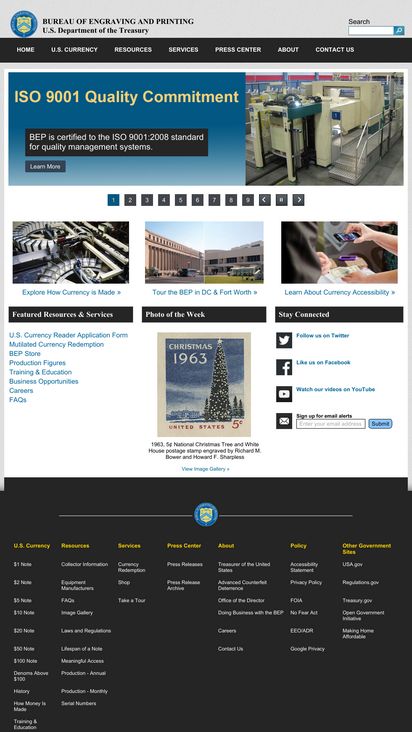 BUREAU OF ENGRAVING AND PRINTING
U.S. Department of the Treasury
Search
HOME
U.S. CURRENCY
RESOURCES
SERVICES
PRESS CENTER
ABOUT
CONTACT US
ISO 9001 Quality Commitment
BEP is certified to the ISO 9001:2008 standard
for quality management systems.
Learn More
1 2 3 4 5 6 7 8 9
Explore How Currency is Made »
Tour the BEP in DC & Fort Worth »
Learn About Currency Accessibility »
Featured Resources & Services
U.S. Currency Reader Application Form
Mutilated Currency Redemption
BEP Store
Production Figures
Training & Education
Business Opportunities
Careers
FAQs
Photo of the Week
CHRISTMAS
1963
UNITED STATES 5¢
1963, 5¢ National Christmas Tree and White
House postage stamp engraved by Richard M.
Bower and Howard F. Sharpless
View Image Gallery »
Stay Connected
Follow us on Twitter
Like us on Facebook
Watch our videos on YouTube
Sign up for email alerts
Enter your email address
Submit
U.S. Currency
$1 Note
$2 Note
$5 Note
$10 Note
$20 Note
$50 Note
$100 Note
Denoms Above
$100
History
How Money Is
Made
Training &
Education
Resources
Collector Information
Equipment
Manufacturers
FAQs
Image Gallery
Laws and Regulations
Lifespan of a Note
Meaningful Access
Production - Annual
Production - Monthly
Serial Numbers
Services
Currency
Redemption
Shop
Take a Tour
Press Center
Press Releases
Press Release
Archive
About
Treasurer of the United
States
Advanced Counterfeit
Deterrence
Office of the Director
Doing Business with the BEP
Careers
Contact Us
Policy
Accessibility
Statement
Privacy Policy
FOIA
No Fear Act
EEO/ADR
Google Privacy
Other Government
Sites
USA.gov
Regulations.gov
Treasury.gov
Open Government
Initiative
Making Home
Affordable